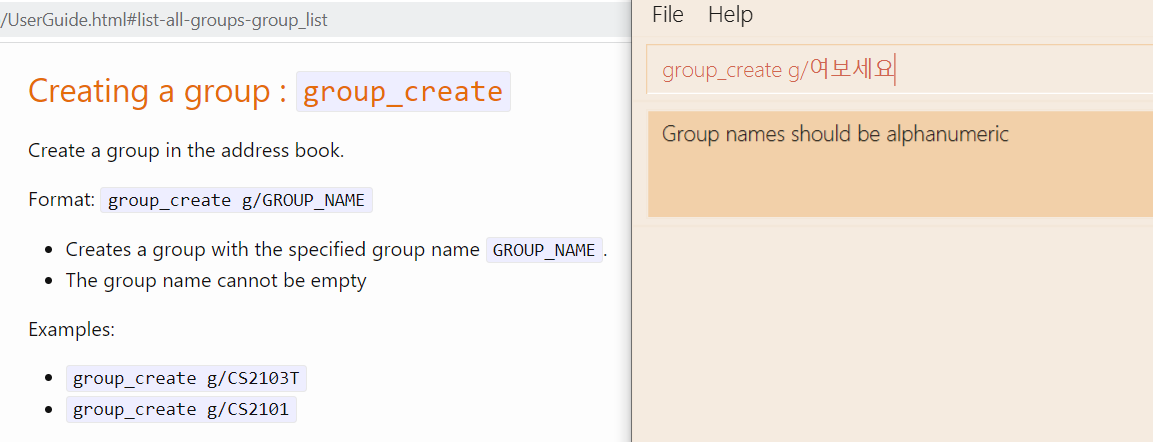 /UserGuide.html#list-all-groups-group_list
Creating a group : group_create
Create a group in the address book.
Format: group_create g/GROUP_NAME
• Creates a group with the specified group name GROUP_NAME.
• The group name cannot be empty
Examples:
• group_create g/CS2103T
• group_create g/CS2101
File Help
group_create g/여보세요
Group names should be alphanumeric